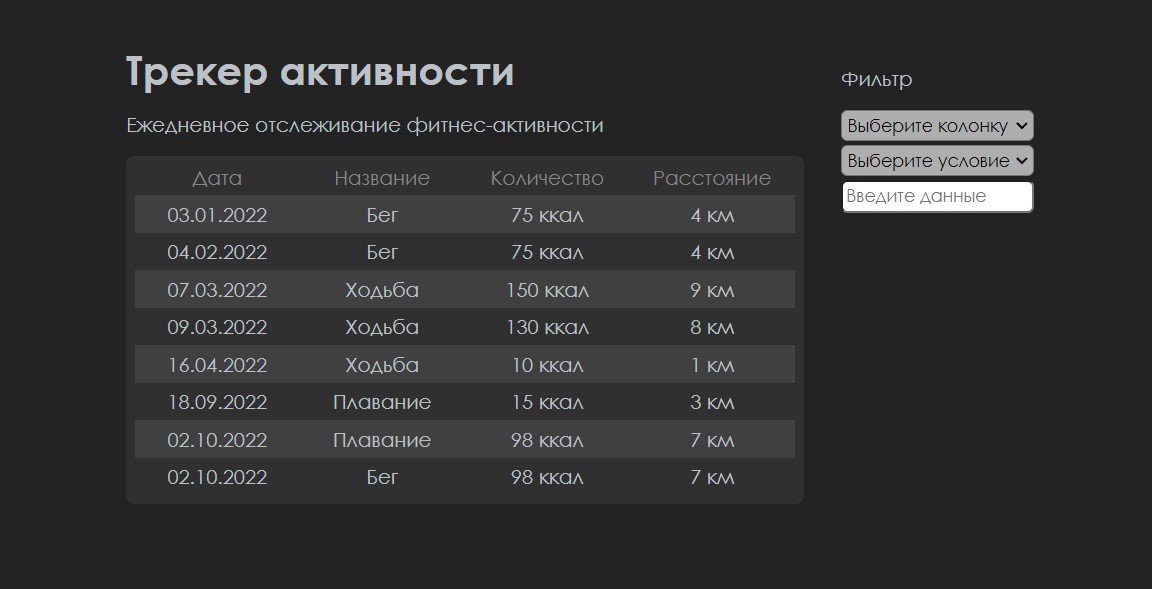 Трекер активности
Ежедневное отслеживание фитнес-активности
Дата Название Количество Расстояние
03.01.2022 Бег 75 ккал 4 км
04.02.2022 Бег 75 ккал 4 км
07.03.2022 Ходьба 150 ккал 9 км
09.03.2022 Ходьба 130 ккал 8 км
16.04.2022 Ходьба 10 ккал 1 км
18.09.2022 Плавание 15 ккал 3 км
02.10.2022 Плавание 98 ккал 7 км
02.10.2022 Бег 98 ккал 7 км
Фильтр
Выберите колонку
Выберите условие
Введите данные